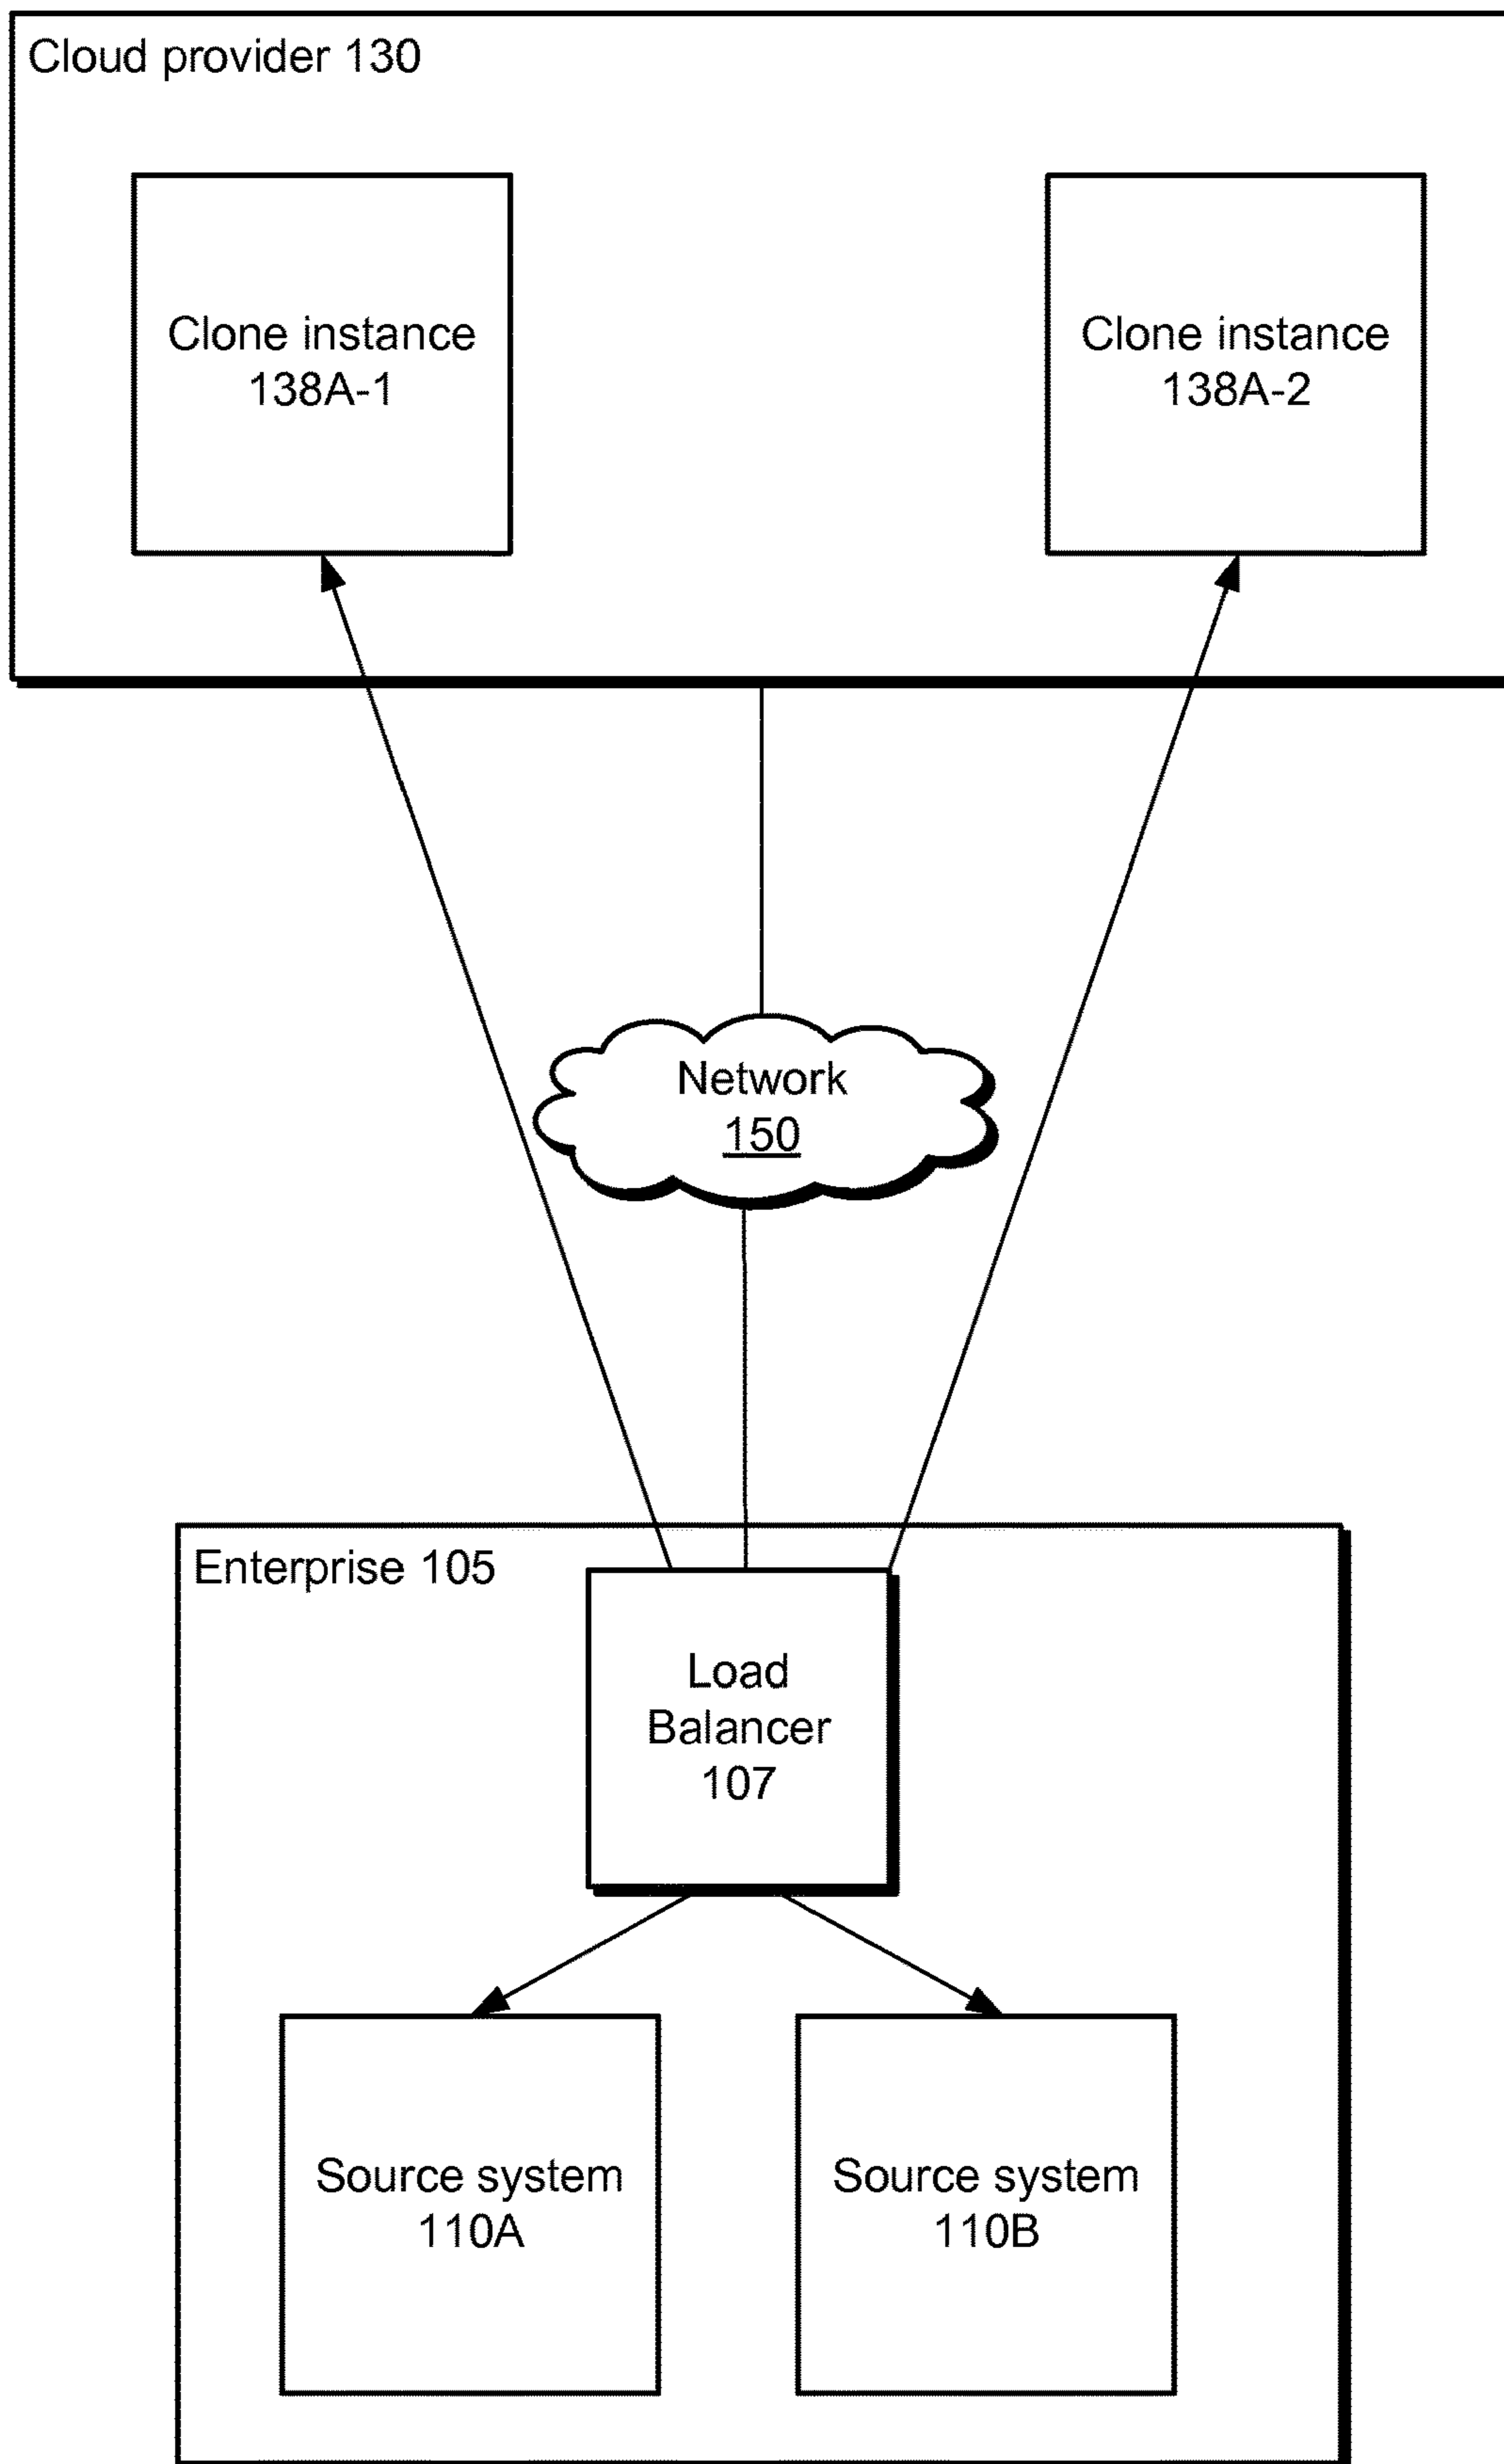 Cloud provider 130
Clone instance
138A-1
Clone instance
138A-2
Network
150
Enterprise 105
Load
Balancer
107
Source system
110A
Source system
110B